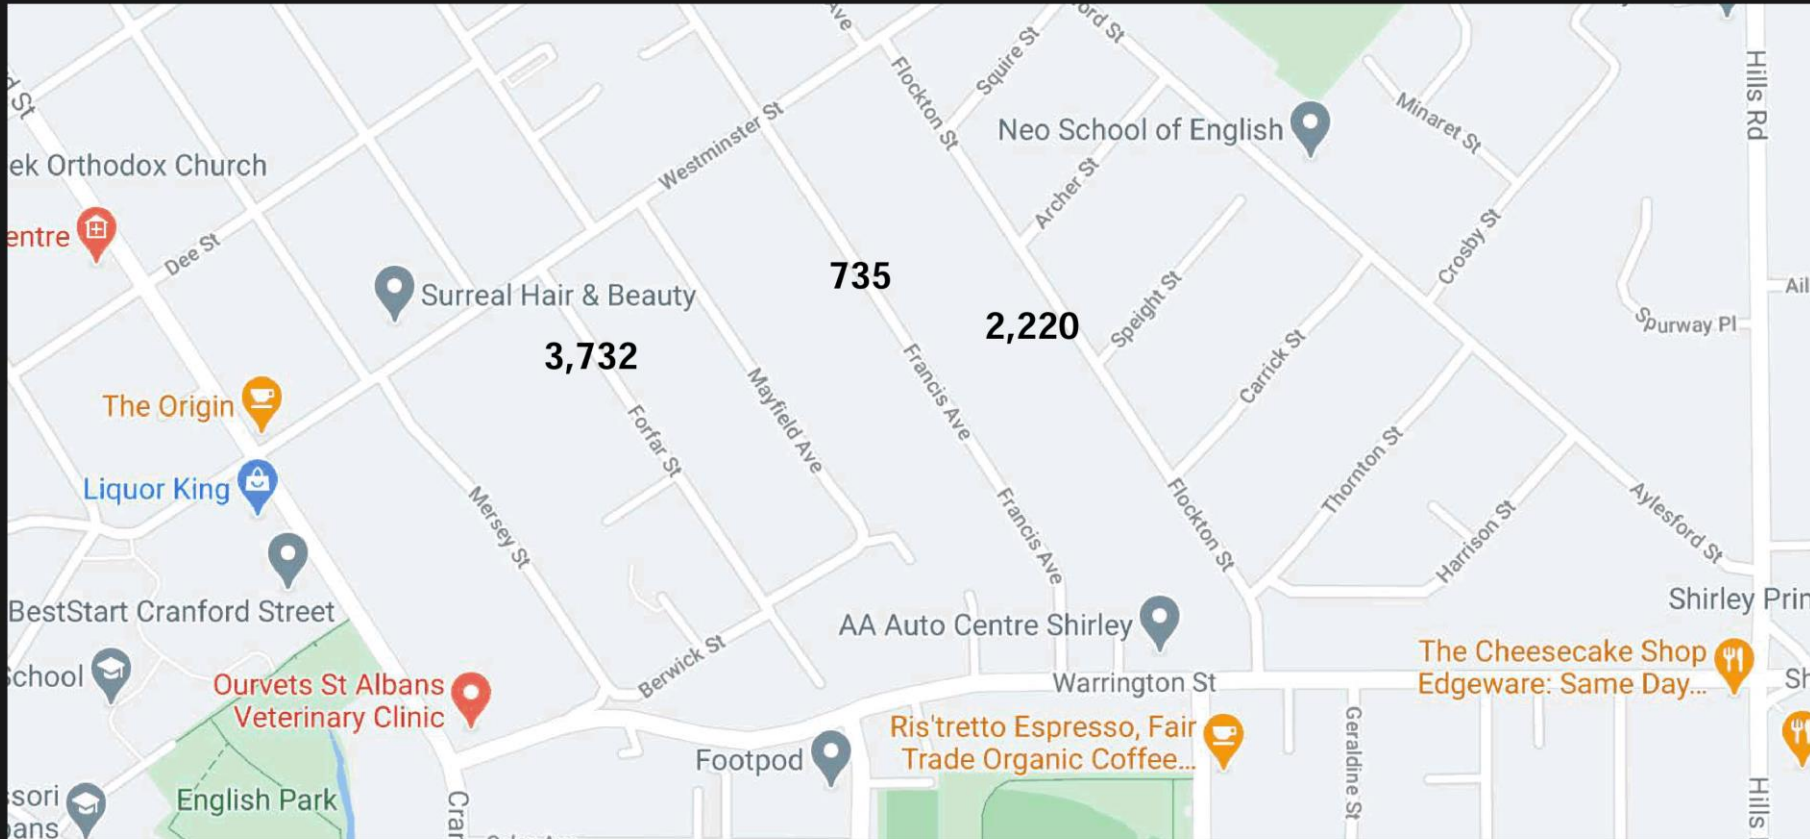 Ave
ord St
d St
Squire St
Flockton St
Hills Rd
Minaret St
Westminster St
Neo School of English
ek Orthodox Church
Archer St
entre
Dee St
Crosby St
735
Surreal Hair & Beauty
Speight St
Ail
2,220
Spurway Pl
3,732
Carrick St
Francis Ave
Mayfield Ave
The Origin
Forfar St
Thornton St
Liquor King
Mersey St
Francis Ave
Flockton St
Aylesford St
Harrison St
BestStart Cranford Street
Shirley Prin
AA Auto Centre Shirley
School
Berwick St
Ourvets St Albans
Veterinary Clinic
Warrington St
The Cheesecake Shop
Edgeware: Same Day...
Sh
Ris'tretto Espresso, Fair
Trade Organic Coffee...
Footpod
Geraldine St
ssori
bans
English Park
Cran
Hills